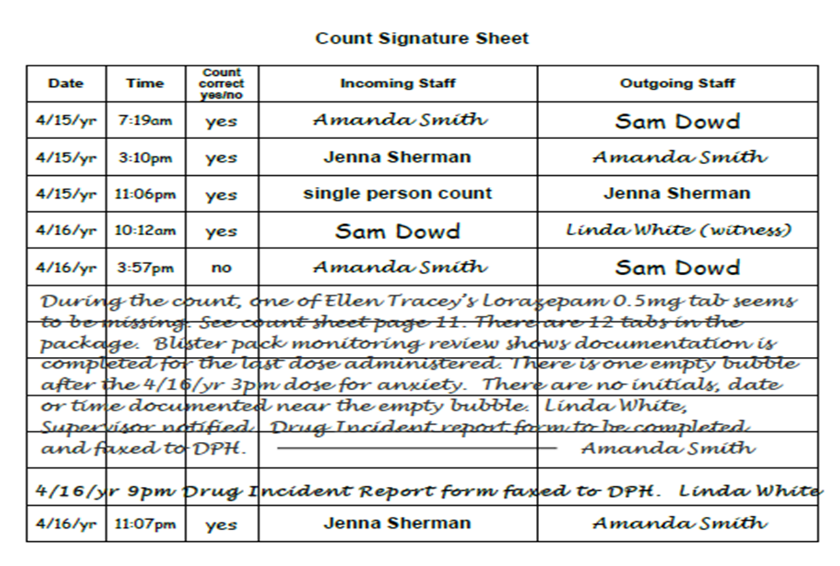 Count Signature Sheet
Date Time Count correct yes/no Incoming Staff Outgoing Staff
4/15/yr 7:19am yes Amanda Smith Sam Dowd
4/15/yr 3:10pm yes Jenna Sherman Amanda Smith
4/15/yr 11:06pm yes single person count Jenna Sherman
4/16/yr 10:12am yes Sam Dowd Linda White (witness)
4/16/yr 3:57pm no Amanda Smith Sam Dowd
During the count, one of Ellen Tracey's Lorazepam 0.5mg tab seems
to be missing. See count sheet page 11. There are 12 tabs in the
package. Blister pack monitoring review shows documentation is
completed for the last dose administered. There is one empty bubble
after the 4/16/yr 3pm dose for anxiety. There are no initials, date
or time documented near the empty bubble. Linda White,
Supervisor notified. Drug Incident report form to be completed
and faxed to DPH. Amanda Smith
4/16/yr 9pm Drug Incident Report form faxed to DPH. Linda White
4/16/yr 11:07pm yes Jenna Sherman Amanda Smith